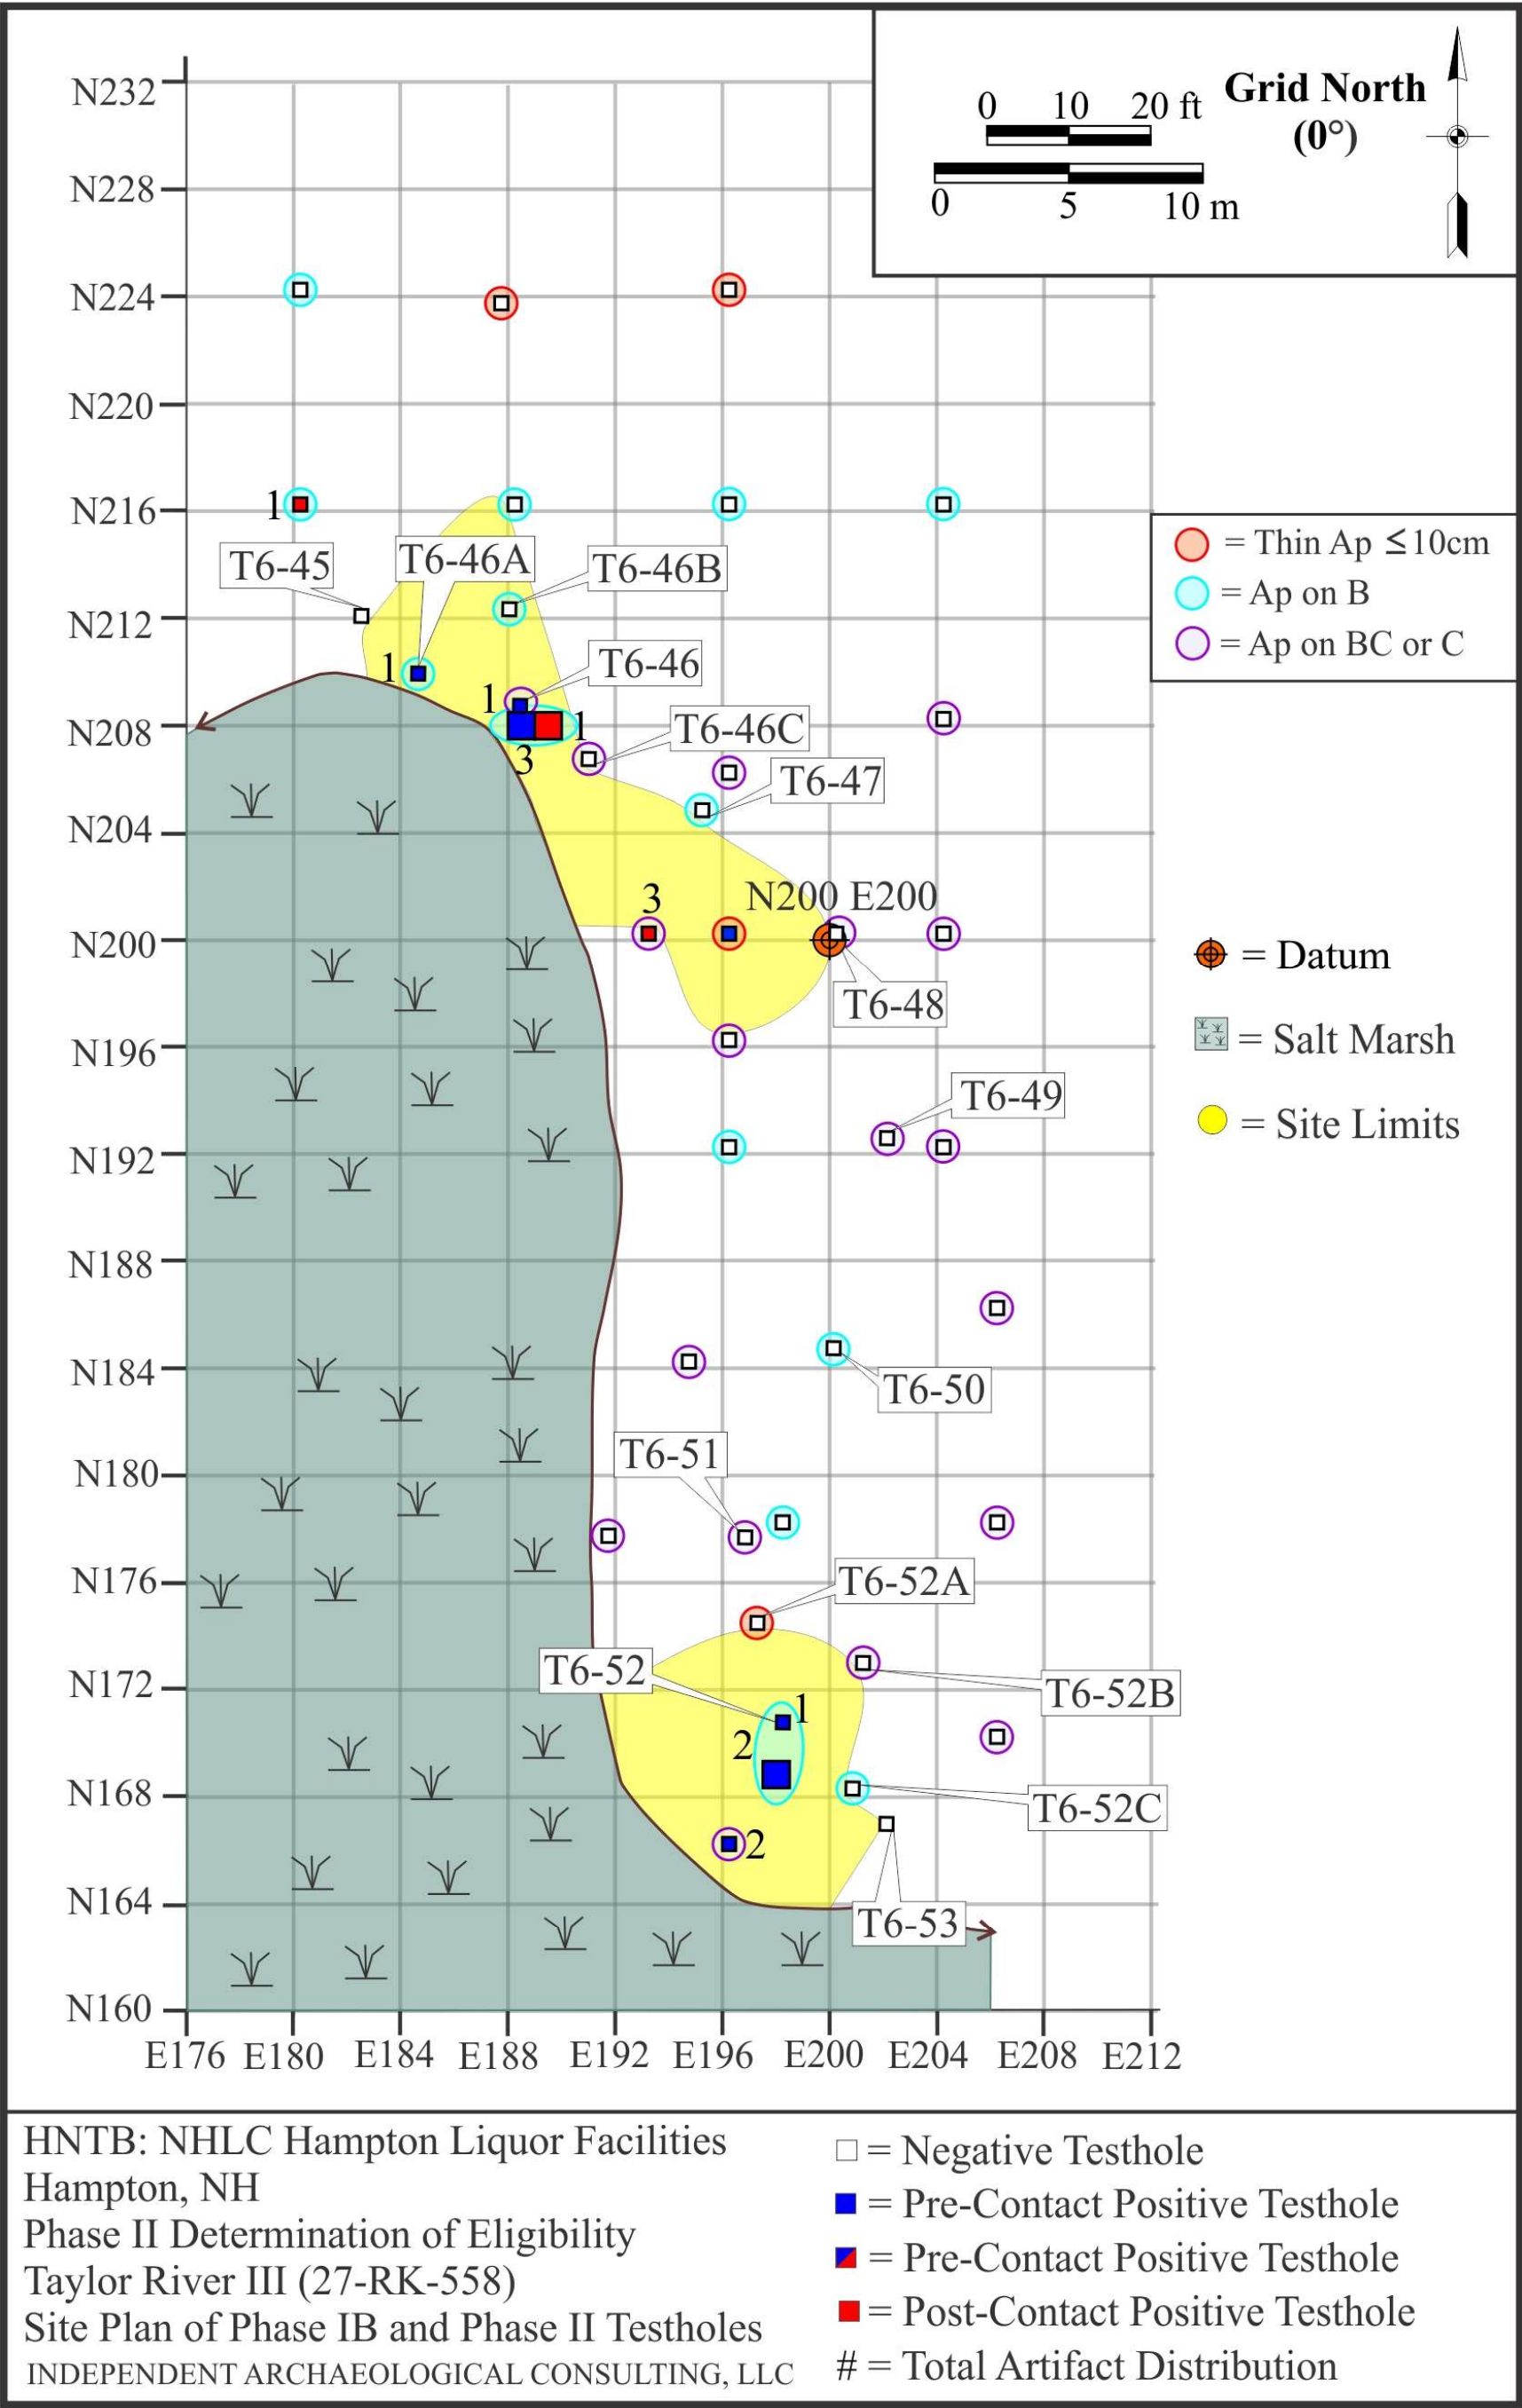 0 10 20 ft
Grid North
(0°)
0 5 10 m
N232
N228
N224
N220
N216
N212
N208
N204
N200
N196
N192
N188
N184
N180
N176
N172
N168
N164
N160
E176 E180 E184 E188 E192 E196 E200 E204 E208 E212
1
T6-45
T6-46A
T6-46B
1
T6-46
1
1
3
T6-46C
T6-47
3
N200 E200
T6-48
T6-49
T6-50
T6-51
T6-52A
T6-52
T6-52B
1
2
T6-52C
2
T6-53
= Thin Ap ≤10cm
= Ap on B
= Ap on BC or C
= Datum
= Salt Marsh
= Site Limits
HNTB: NHLC Hampton Liquor Facilities
Hampton, NH
Phase II Determination of Eligibility
Taylor River III (27-RK-558)
Site Plan of Phase IB and Phase II Testholes
INDEPENDENT ARCHAEOLOGICAL CONSULTING, LLC
= Negative Testhole
= Pre-Contact Positive Testhole
= Pre-Contact Positive Testhole
= Post-Contact Positive Testhole
# = Total Artifact Distribution